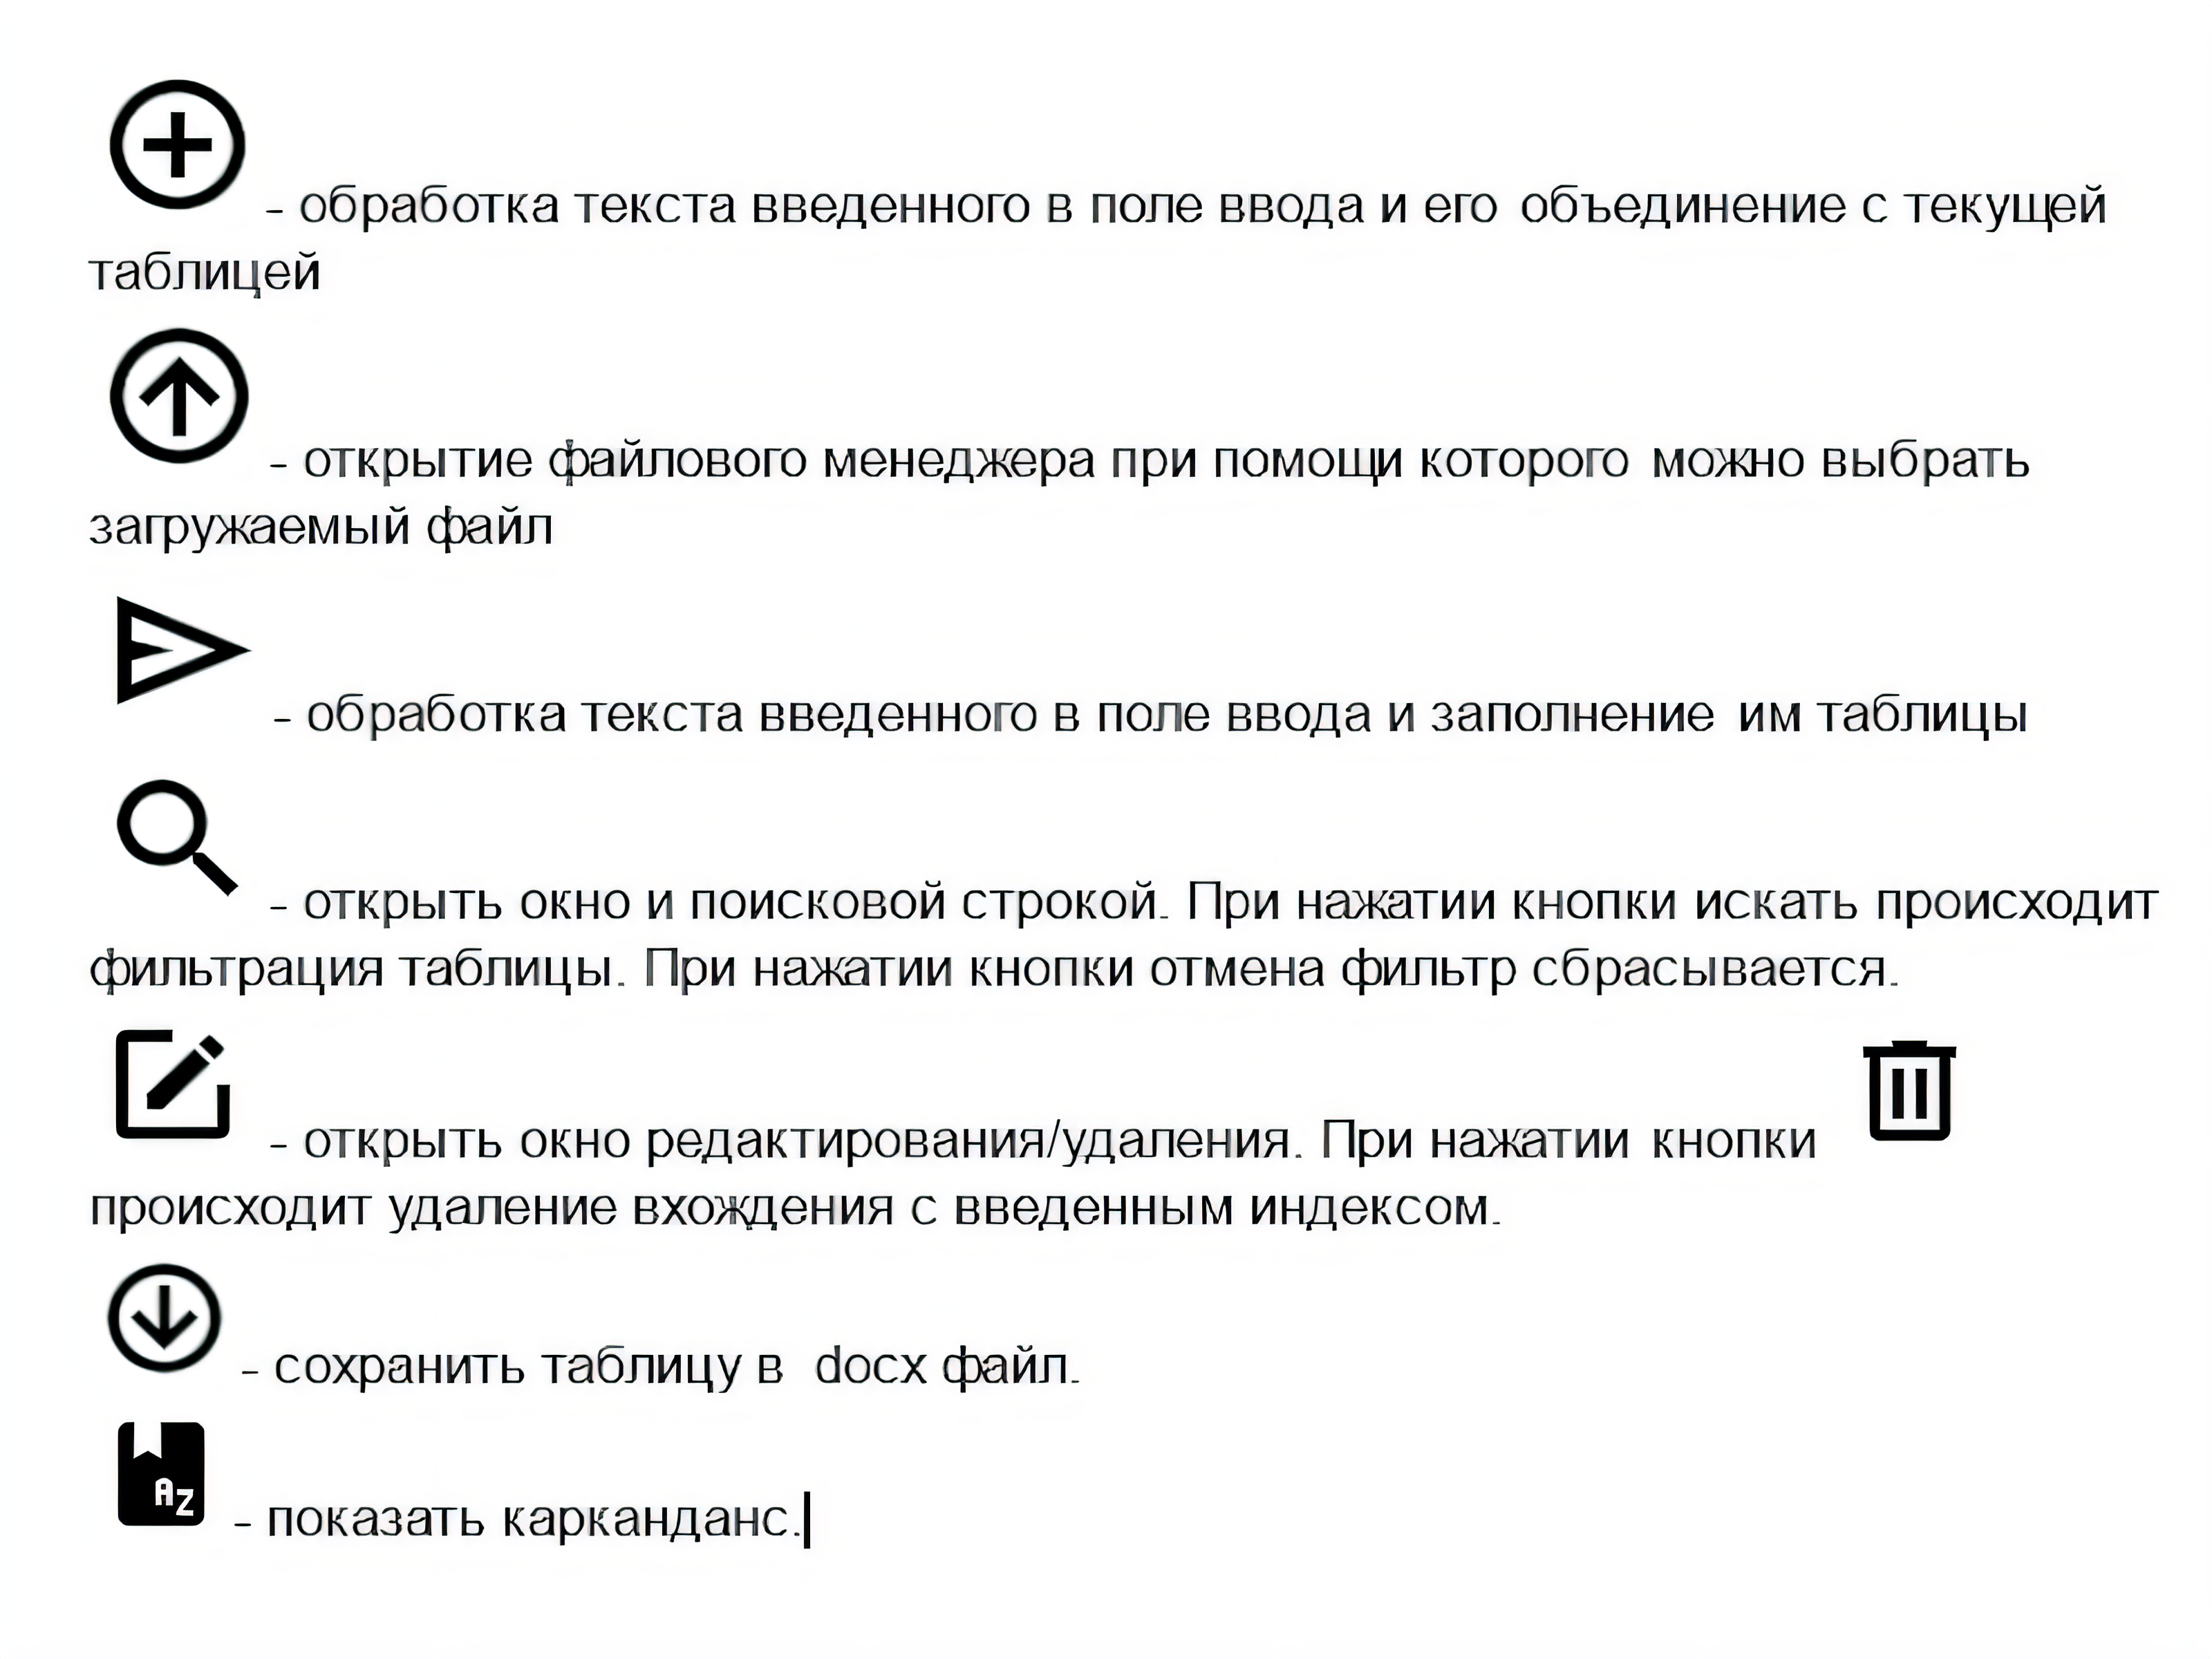 - обработка текста введенного в поле ввода и его объединение с текущей
таблицей
- открытие файлового менеджера при помощи которого можно выбрать
загружаемый файл
- обработка текста введенного в поле ввода и заполнение им таблицы
- открыть окно и поисковой строкой. При нажатии кнопки искать происходит
фильтрация таблицы. При нажатии кнопки отмена фильтр сбрасывается.
- открыть окно редактирования/удаления. При нажатии кнопки
происходит удаление вхождения с введенным индексом.
- сохранить таблицу в docx файл.
AZ
- показать карканданс.